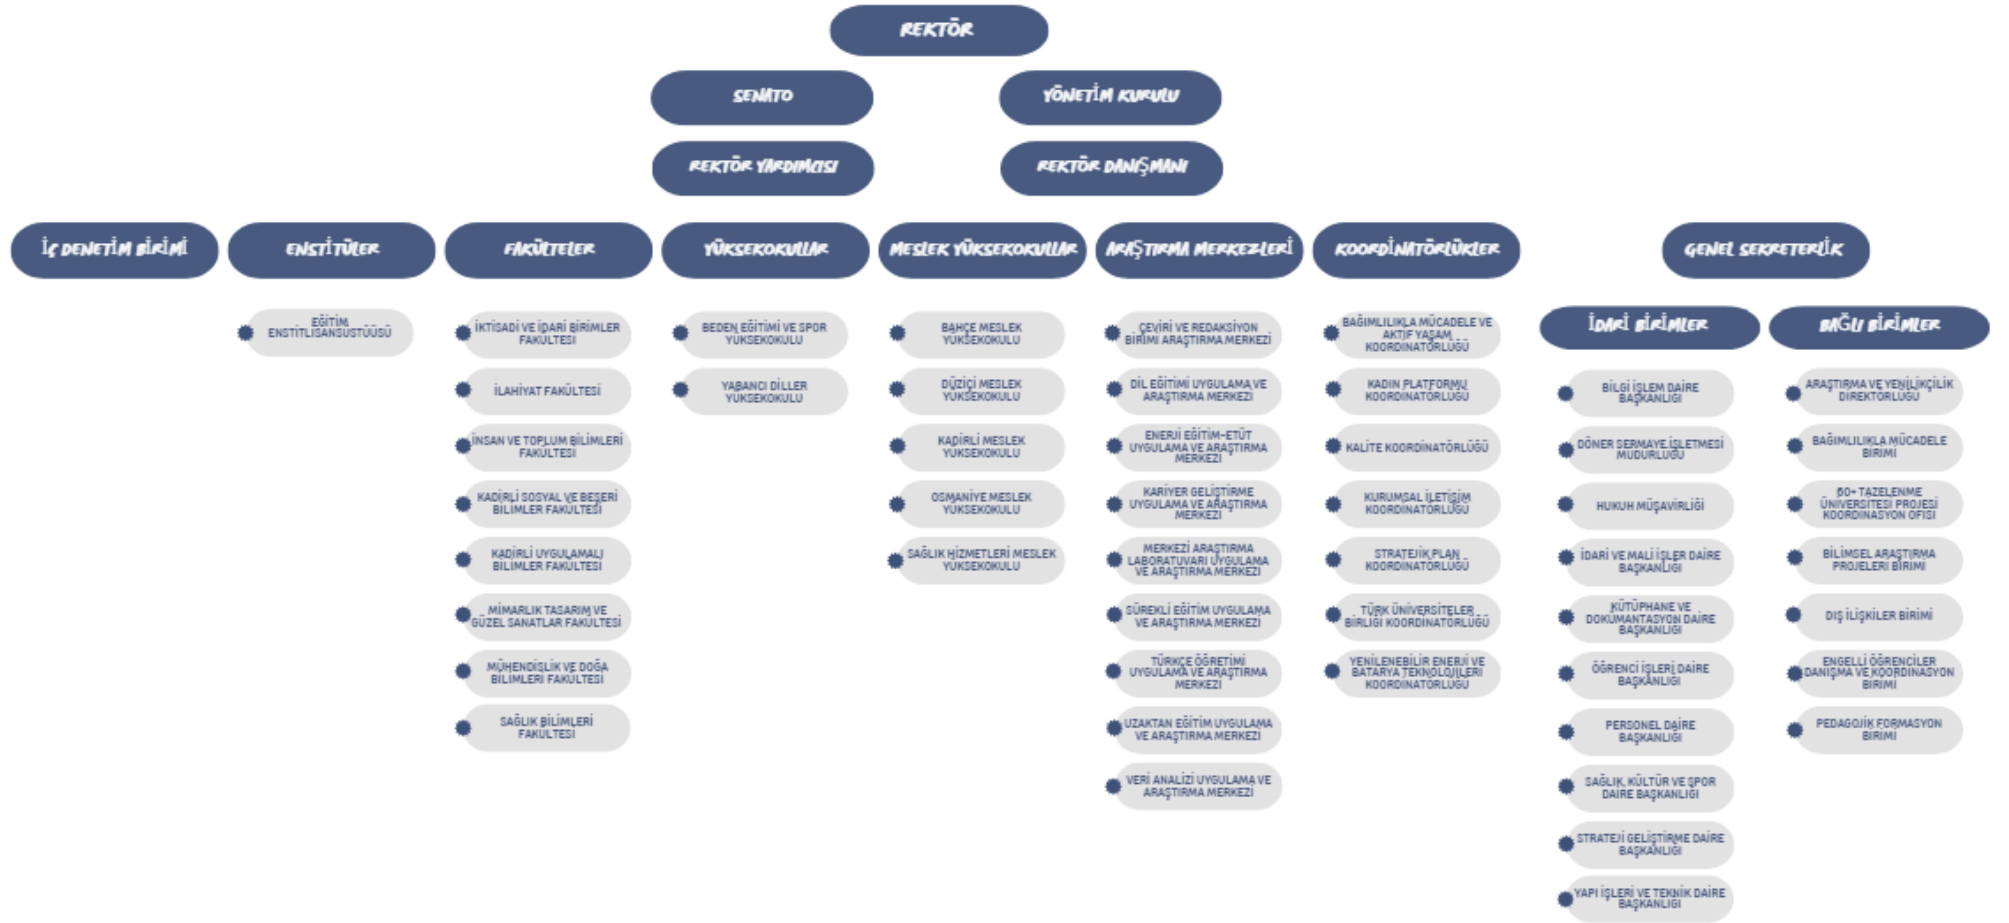 REKTÖR
SENATO
YÖNETİM KURULU
REKTÖR YARDIMCISI
REKTÖR DANIŞMANI
İÇ DENETİM BİRİMİ
ENSTİTÜLER
FAKÜLTELER
YÜKSEKOKULLAR
MESLEK YÜKSEKOKULLAR
ARAŞTIRMA MERKEZLERİ
KOORDİNATÖRLÜKLER
GENEL SEKRETERLİK
EĞİTİM
ENSTİTLİSANSÜSTÜÜSÜ
İKTİSADİ VE İDARİ BİRİMLER
FAKÜLTESİ
İLAHİYAT FAKÜLTESİ
İNSAN VE TOPLUM BİLİMLERİ
FAKÜLTESİ
KADİRLİ SOSYAL VE BEŞERİ
BİLİMLER FAKÜLTESİ
KADİRLİ UYGULAMALI
BİLİMLER FAKÜLTESİ
MİMARLIK TASARIM VE
GÜZEL SANATLAR FAKÜLTESİ
MÜHENDİSLİK VE DOĞA
BİLİMLERİ FAKÜLTESİ
SAĞLIK BİLİMLERİ
FAKÜLTESİ
BEDEN EĞİTİMİ VE SPOR
YÜKSEKOKULU
YABANCI DİLLER
YÜKSEKOKULU
BAHÇE MESLEK
YÜKSEKOKULU
DÜZİÇİ MESLEK
YÜKSEKOKULU
KADİRLİ MESLEK
YÜKSEKOKULU
OSMANİYE MESLEK
YÜKSEKOKULU
SAĞLIK HİZMETLERİ MESLEK
YÜKSEKOKULU
ÇEVİRİ VE REDAKSİYON
BİRİMİ ARAŞTIRMA MERKEZİ
DİL EĞİTİMİ UYGULAMA VE
ARAŞTIRMA MERKEZİ
ENERJİ EĞİTİM-ETÜT
UYGULAMA VE ARAŞTIRMA
MERKEZİ
KARİYER GELİŞTİRME
UYGULAMA VE ARAŞTIRMA
MERKEZİ
MERKEZİ ARAŞTIRMA
LABORATUVARI UYGULAMA
VE ARAŞTIRMA MERKEZİ
SÜREKLİ EĞİTİM UYGULAMA
VE ARAŞTIRMA MERKEZİ
TÜRKÇE ÖĞRETİMİ
UYGULAMA VE ARAŞTIRMA
MERKEZİ
UZAKTAN EĞİTİM UYGULAMA
VE ARAŞTIRMA MERKEZİ
VERİ ANALİZİ UYGULAMA VE
ARAŞTIRMA MERKEZİ
BAĞIMLILIKLA MÜCADELE VE
AKTİF YAŞAM
KOORDİNATÖRLÜĞÜ
KADIN PLATFORMU
KOORDİNATÖRLÜĞÜ
KALİTE KOORDİNATÖRLÜĞÜ
KURUMSAL İLETİŞİM
KOORDİNATÖRLÜĞÜ
STRATEJİK PLAN
KOORDİNATÖRLÜĞÜ
TÜRK ÜNİVERSİTELER
BİRLİĞİ KOORDİNATÖRLÜĞÜ
YENİLENEBİLİR ENERJİ VE
BATARYA TEKNOLOJİLERİ
KOORDİNATÖRLÜĞÜ
İDARİ BİRİMLER
BİLGİ İŞLEM DAİRE
BAŞKANLIĞI
DÖNER SERMAYE İŞLETMESİ
MÜDÜRLÜĞÜ
HUKUH MÜŞAVİRLİĞİ
İDARİ VE MALİ İŞLER DAİRE
BAŞKANLIĞI
KÜTÜPHANE VE
DOKÜMANTASYON DAİRE
BAŞKANLIĞI
ÖĞRENCİ İŞLERİ DAİRE
BAŞKANLIĞI
PERSONEL DAİRE
BAŞKANLIĞI
SAĞLIK, KÜLTÜR VE SPOR
DAİRE BAŞKANLIĞI
STRATEJİ GELİŞTİRME DAİRE
BAŞKANLIĞI
YAPI İŞLERİ VE TEKNİK DAİRE
BAŞKANLIĞI
BAĞLI BİRİMLER
ARAŞTIRMA VE YENİLİKÇİLİK
DİREKTÖRLÜĞÜ
BAĞIMLILIKLA MÜCADELE
BİRİMİ
60+ TAZELENME
ÜNİVERSİTESİ PROJESİ
KOORDİNASYON OFİSİ
BİLİMSEL ARAŞTIRMA
PROJELERİ BİRİMİ
DIŞ İLİŞKİLER BİRİMİ
ENGELLİ ÖĞRENCİLER
DANIŞMA VE KOORDİNASYON
BİRİMİ
PEDAGOJİK FORMASYON
BİRİMİ